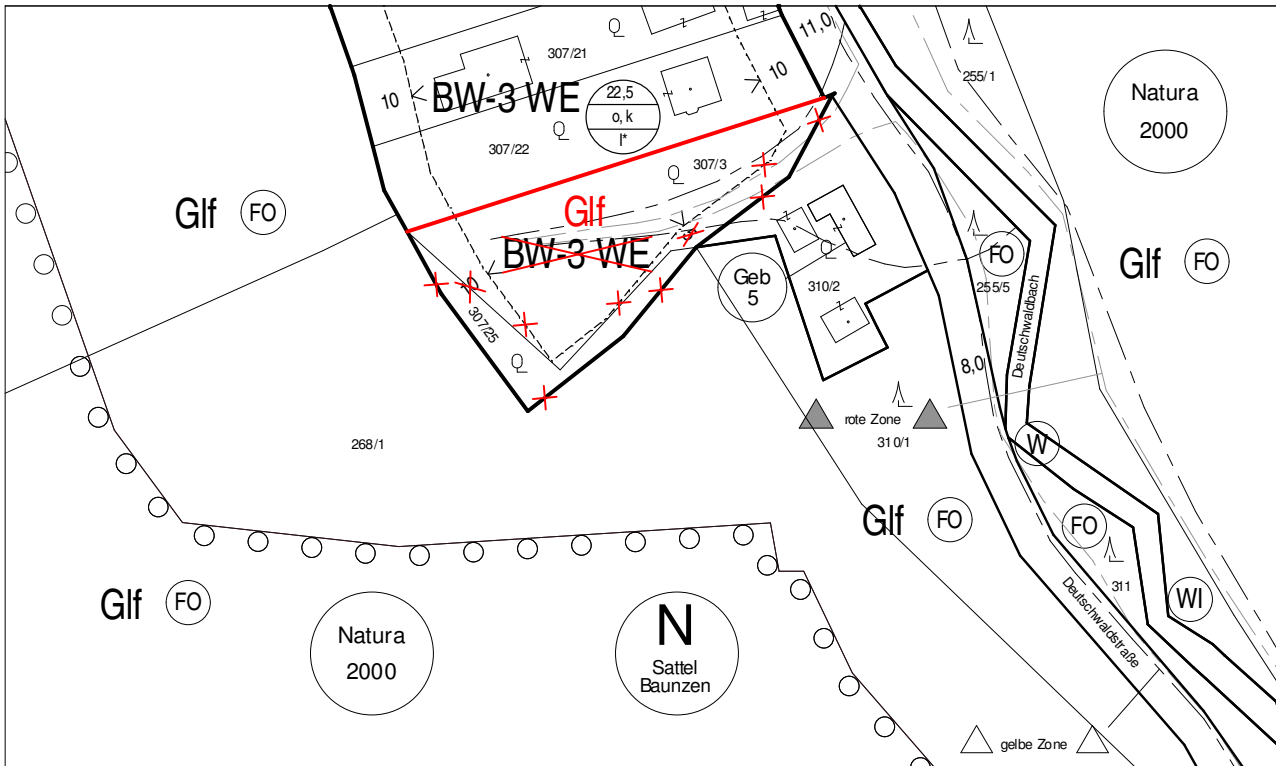 11,0
307/21
255/1
Natura
2000
10
BW-3 WE
22,5
o, k
I*
10
307/22
307/3
Glf
FO
Glf
BW-3 WE
10
307/25
Geb
5
310/2
FO
255/5
Glf
FO
Deutschwaldbach
8,0
rote Zone
310/1
268/1
W
Glf
FO
FO
311
WI
Glf
FO
Natura
2000
N
Sattel
Baunzen
Deutschwaldstraße
gelbe Zone